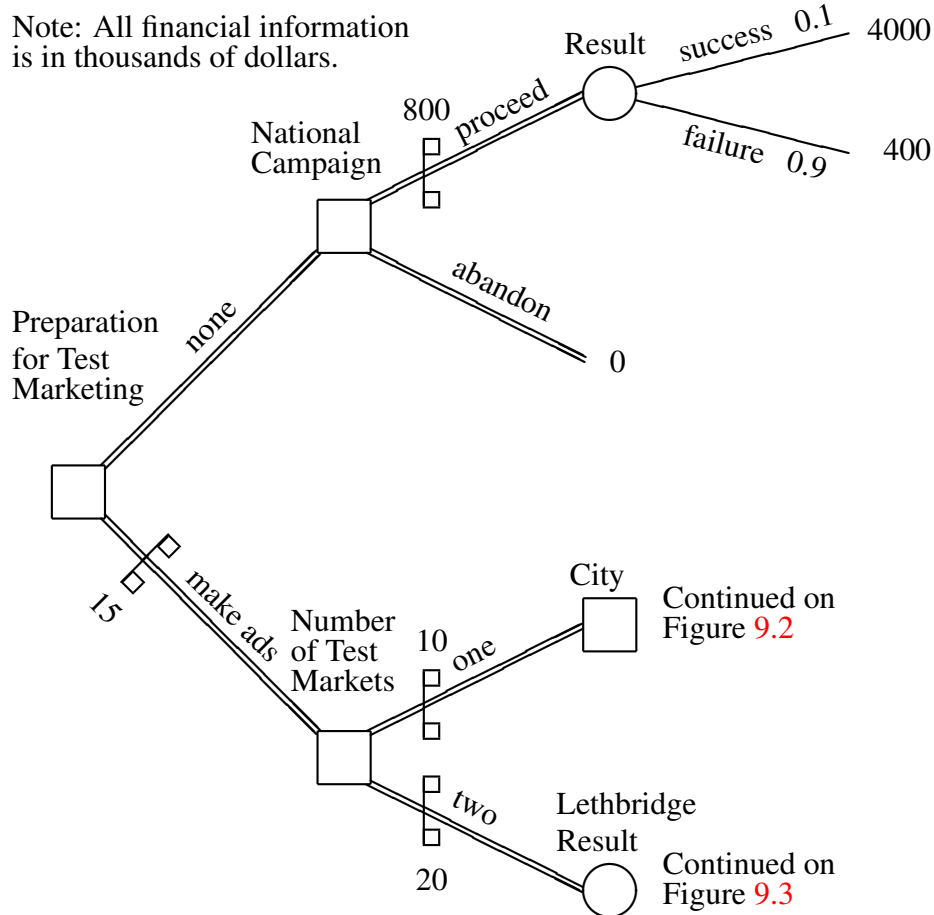 Note: All financial information
is in thousands of dollars.
Result
success 0.1
4000
800
proceed
failure 0.9
400
National
Campaign
abandon
0
none
Preparation
for Test
Marketing
15
make ads
Number
of Test
Markets
10
one
City
Continued on
Figure 9.2
two
20
Lethbridge
Result
Continued on
Figure 9.3